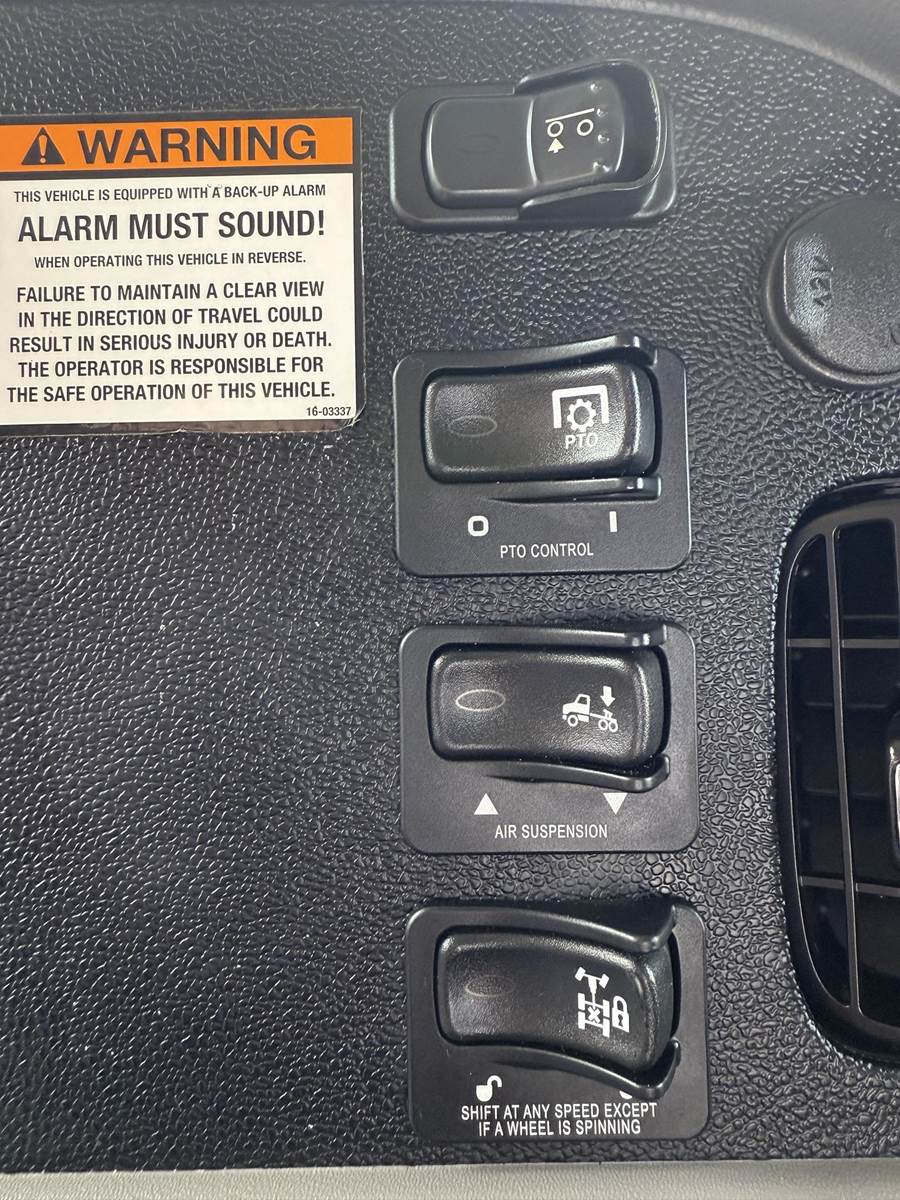 WARNING
THIS VEHICLE IS EQUIPPED WITH A BACK-UP ALARM
ALARM MUST SOUND!
WHEN OPERATING THIS VEHICLE IN REVERSE.
FAILURE TO MAINTAIN A CLEAR VIEW
IN THE DIRECTION OF TRAVEL COULD
RESULT IN SERIOUS INJURY OR DEATH.
THE OPERATOR IS RESPONSIBLE FOR
THE SAFE OPERATION OF THIS VEHICLE.
16-03337
12V
PTO
O I
PTO CONTROL
AIR SUSPENSION
SHIFT AT ANY SPEED EXCEPT
IF A WHEEL IS SPINNING